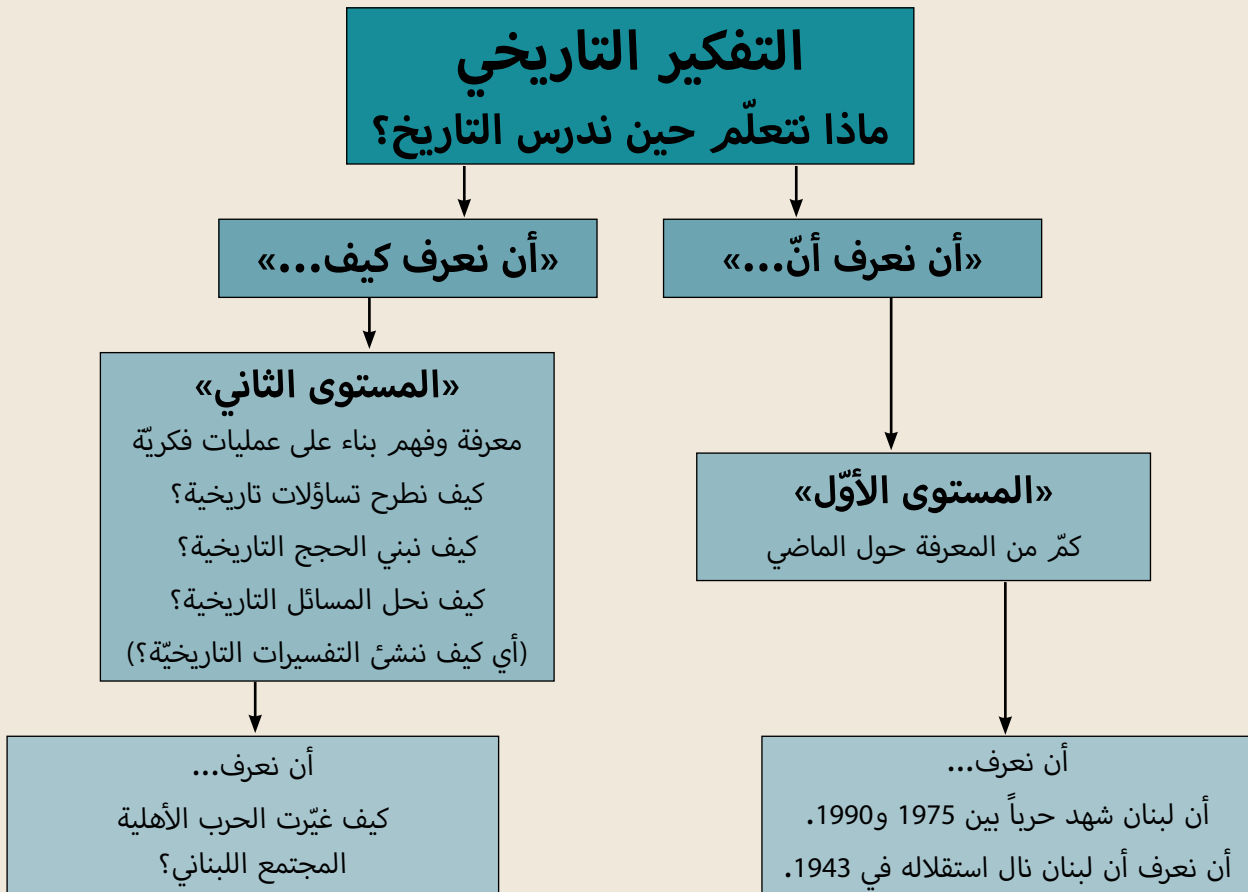 التفكير التاريخي
ماذا نتعلّم حين ندرس التاريخ؟
«أن نعرف أنّ...»
«المستوى الأوّل»
كمّ من المعرفة حول الماضي
أن نعرف...
أن لبنان شهد حرباً بين 1975 و1990.
أن نعرف أن لبنان نال استقلاله في 1943.
«أن نعرف كيف...»
«المستوى الثاني»
معرفة وفهم بناء على عمليات فكريّة
كيف نطرح تساؤلات تاريخية؟
كيف نبني الحجج التاريخية؟
كيف نحل المسائل التاريخية؟
(أي كيف ننشئ التفسيرات التاريخيّة؟)
أن نعرف...
كيف غيّرت الحرب الأهلية
المجتمع اللبناني؟